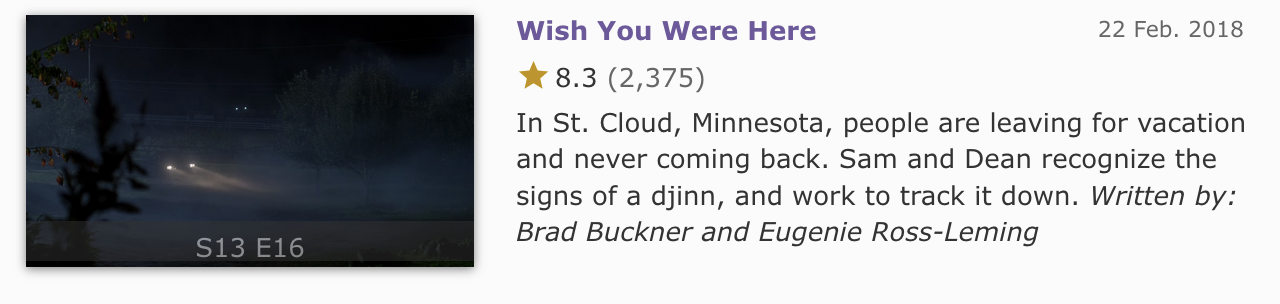 Wish You Were Here
22 Feb. 2018
8.3 (2,375)
In St. Cloud, Minnesota, people are leaving for vacation
and never coming back. Sam and Dean recognize the
signs of a djinn, and work to track it down. Written by:
Brad Buckner and Eugenie Ross-Leming
S13 E16